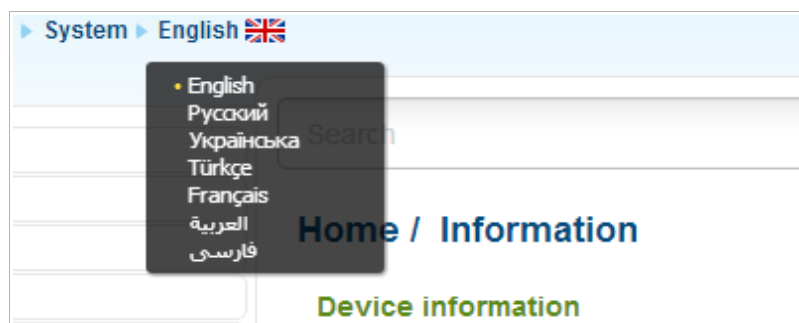 System English
English
Русский
Українська
Türkçe
Français
العربية
فارسی
Search
Home / Information
Device information